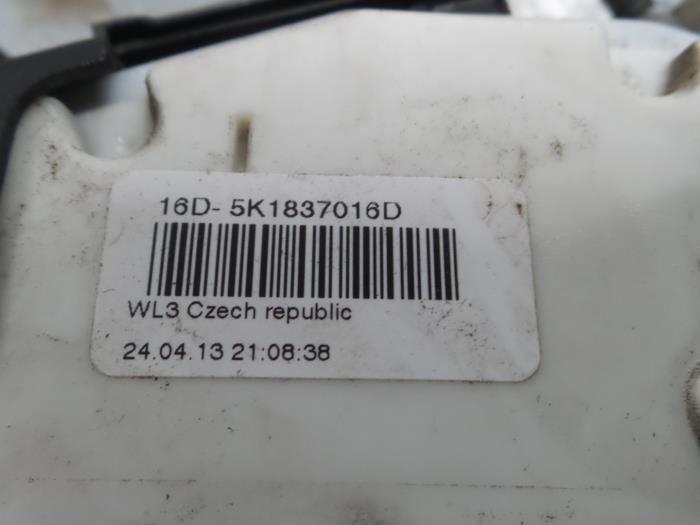 16D- 5K1837016D
WL3 Czech republic
24.04.13 21:08:38